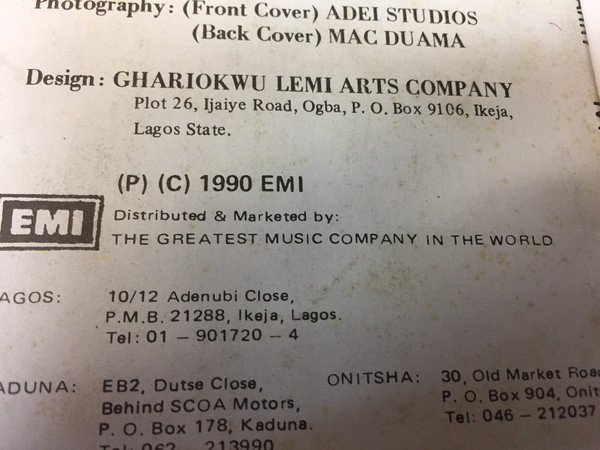 Photography: (Front Cover) ADEI STUDIOS
(Back Cover) MAC DUAMA
Design: GHARIOKWU LEMI ARTS COMPANY
Plot 26, Ijaiye Road, Ogba, P. O. Box 9106, Ikeja,
Lagos State.
(P) (C) 1990 EMI
EMI
Distributed & Marketed by:
THE GREATEST MUSIC COMPANY IN THE WORLD
AGOS: 10/12 Adenubi Close,
P.M.B. 21288, Ikeja, Lagos.
Tel: 01 – 901720 – 4
ADUNA: EB2, Dutse Close,
Behind SCOA Motors,
P. O. Box 178, Kaduna.
Tel: 062 213990
ONITSHA: 30, Old Market Road
P. O. Box 904, Onit
Tel: 046 – 212037